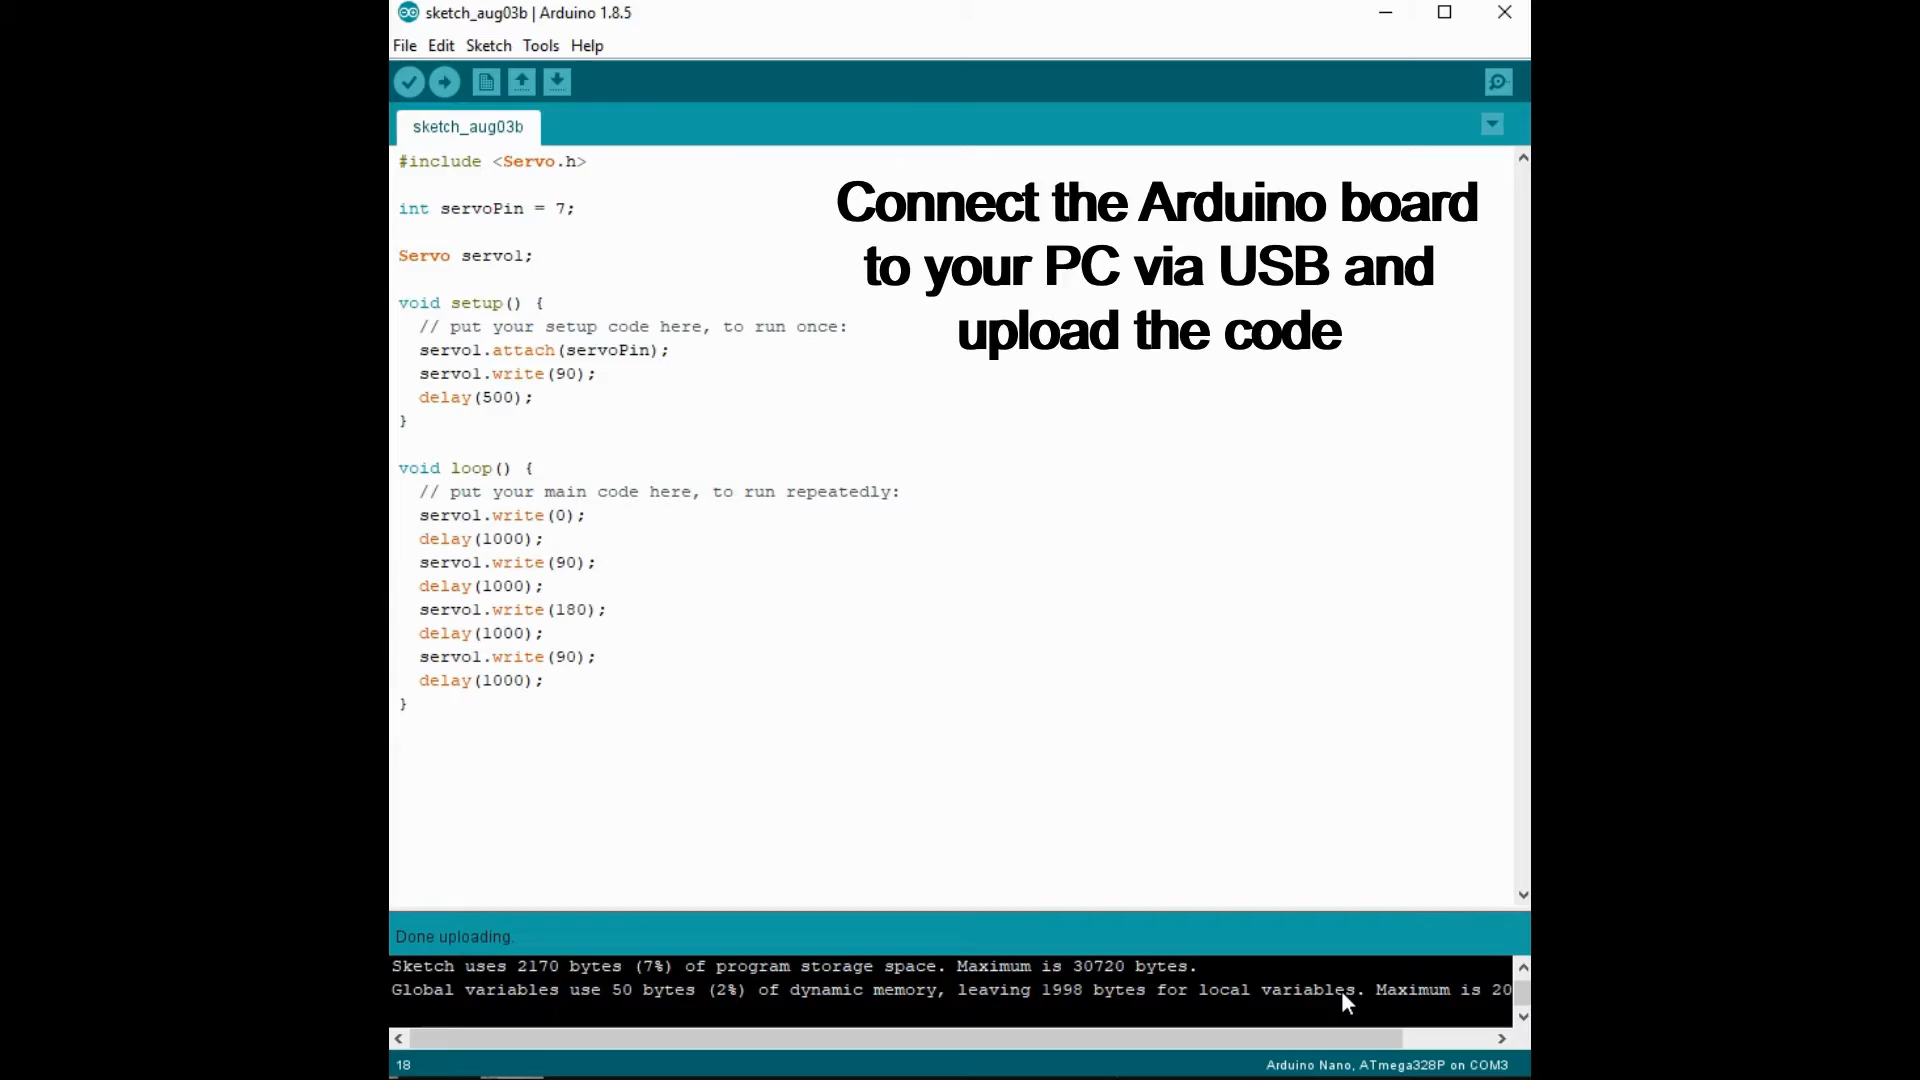 sketch_aug03b | Arduino 1.8.5
File Edit Sketch Tools Help
sketch_aug03b
#include <Servo.h>
int servoPin = 7;
Servo servo1;
void setup() {
// put your setup code here, to run once:
servo1.attach(servoPin);
servo1.write(90);
delay(500);
}
void loop() {
// put your main code here, to run repeatedly:
servo1.write(0);
delay(1000);
servo1.write(90);
delay(1000);
servo1.write(180);
delay(1000);
servo1.write(90);
delay(1000);
}
Connect the Arduino board
to your PC via USB and
upload the code
Done uploading.
Sketch uses 2170 bytes (7%) of program storage space. Maximum is 30720 bytes.
Global variables use 50 bytes (2%) of dynamic memory, leaving 1998 bytes for local variables. Maximum is 20
18
Arduino Nano, ATmega328P on COM3